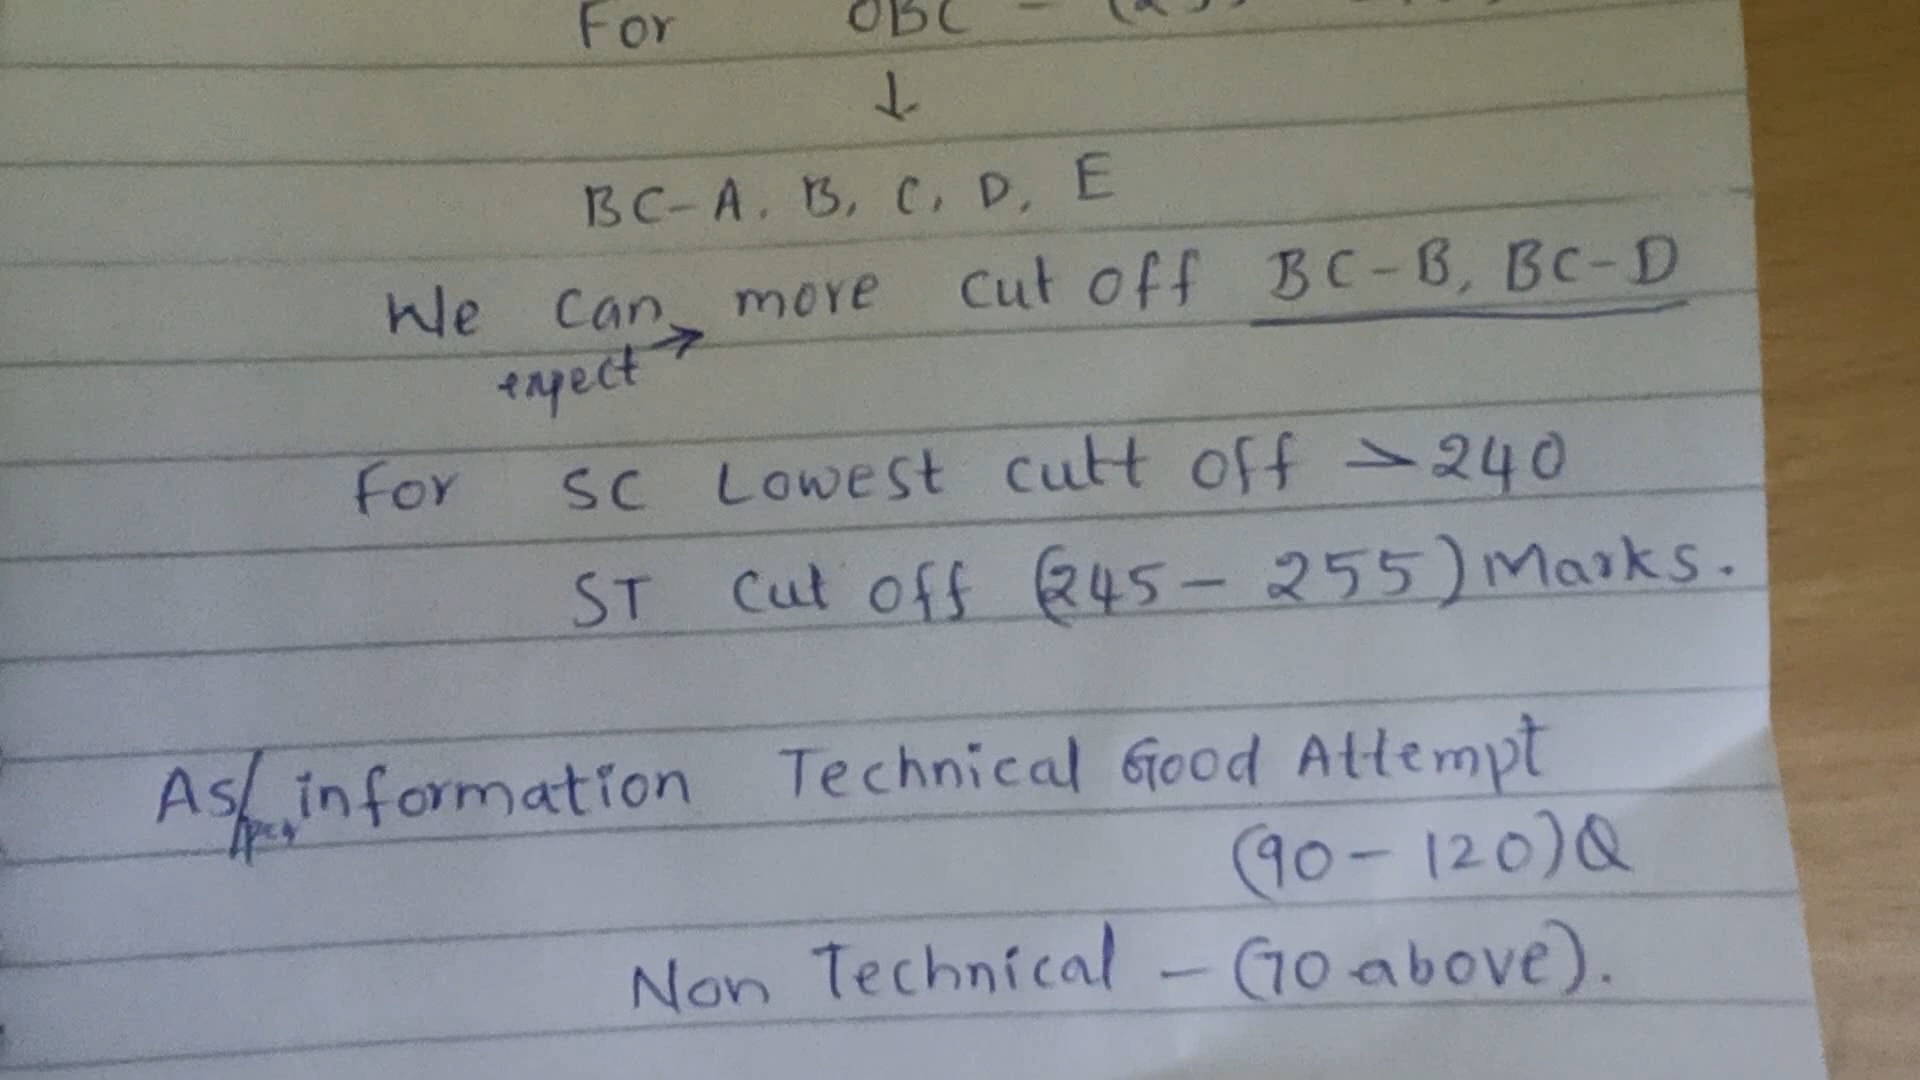 For OBC -
↓
BC-A, B, C, D, E
We can expect more cut off BC-B, BC-D
For SC Lowest cutt off > 240
ST cut off (245 - 255) Marks.
As per information Technical Good Attempt
(90 - 120) Q
Non Technical - (70 above).